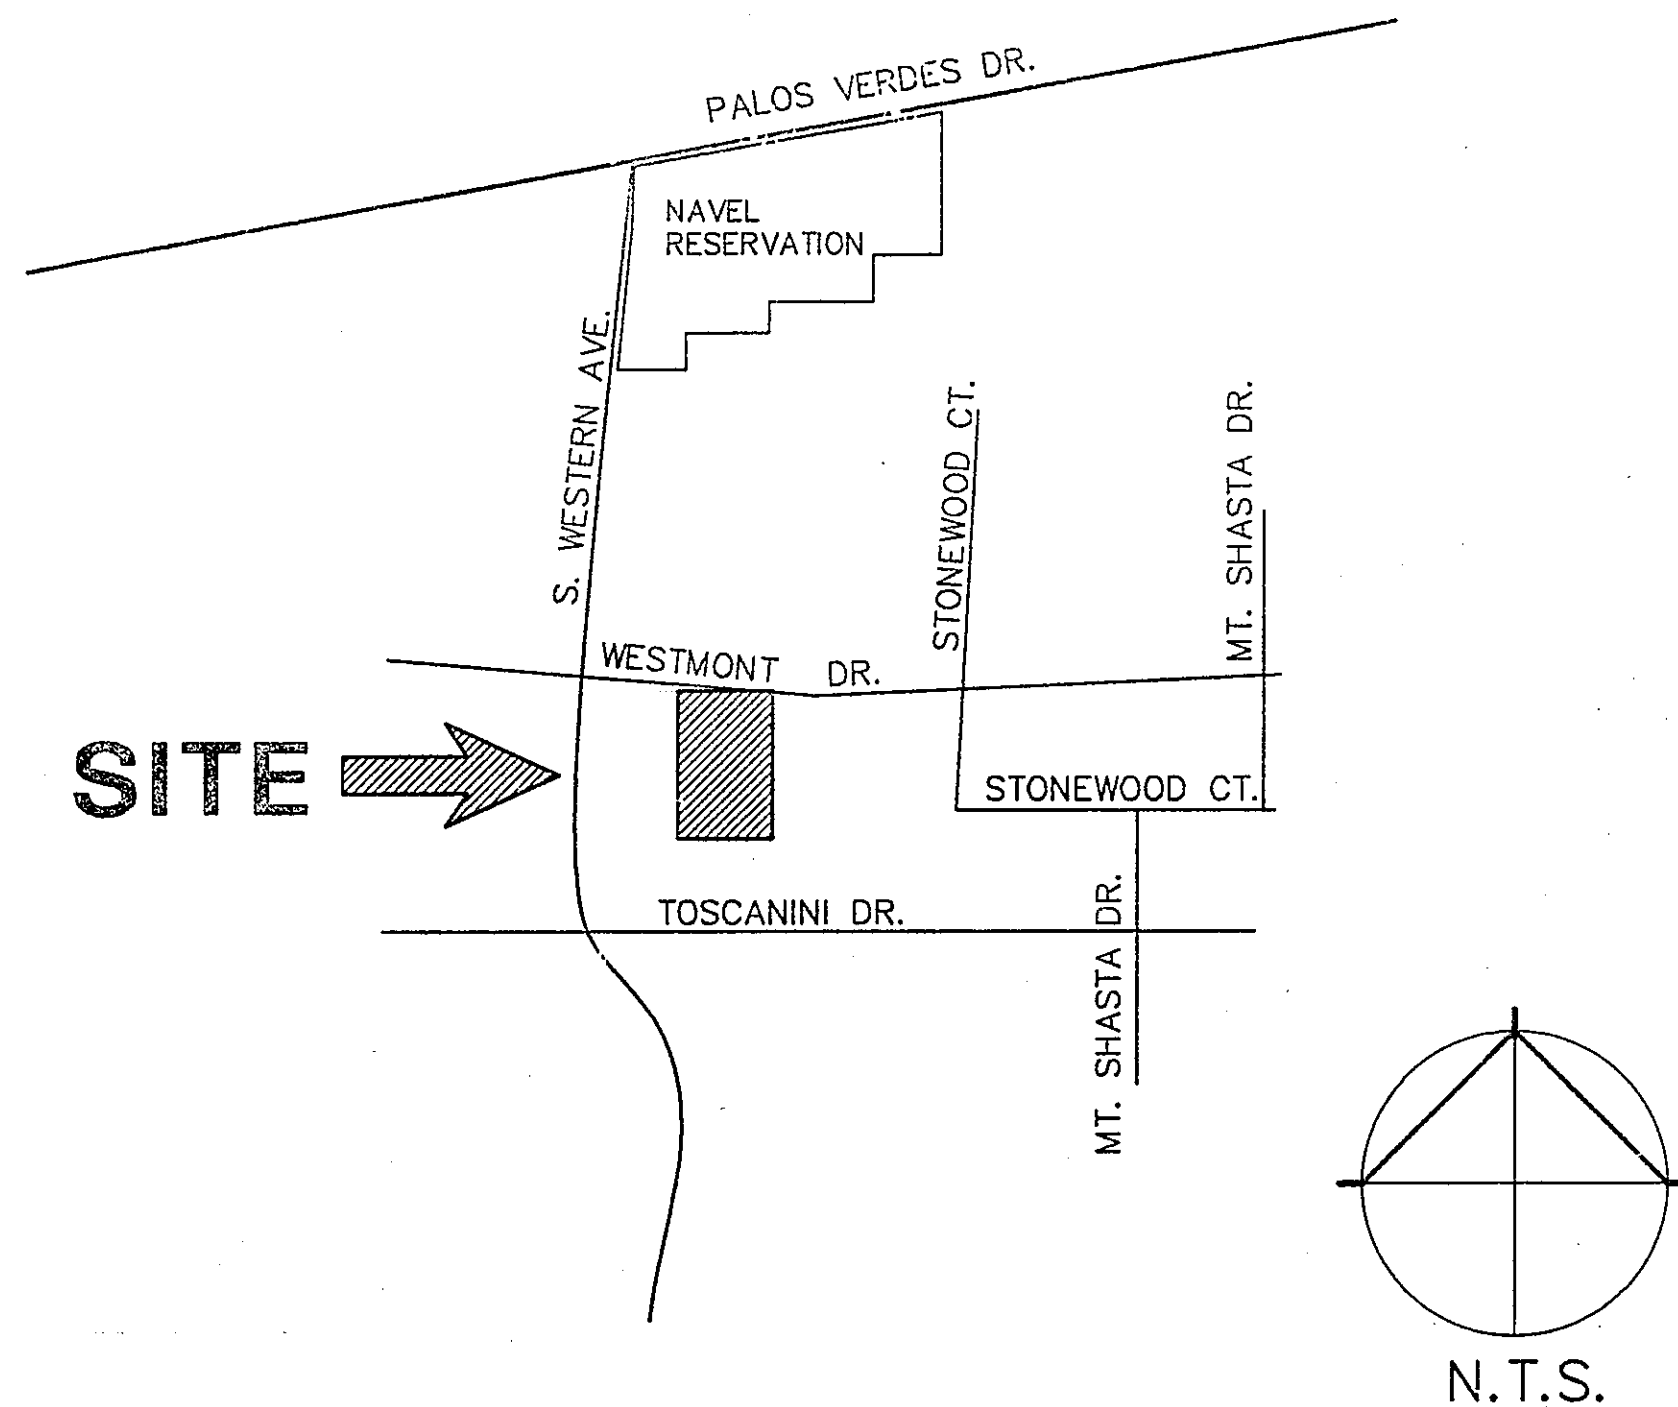 PALOS VERDES DR.
NAVEL
RESERVATION
S. WESTERN AVE.
STONEWOOD CT.
MT. SHASTA DR.
WESTMONT DR.
SITE
STONEWOOD CT.
TOSCANINI DR.
MT. SHASTA DR.
N.T.S.